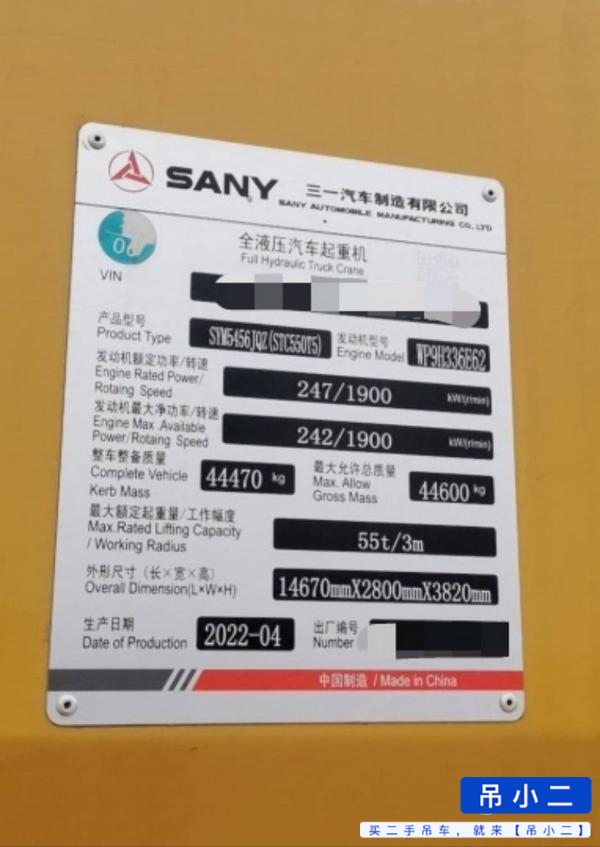 SANY 三一汽车制造有限公司
SANY AUTOMOBILE MANUFACTURING CO., LTD
全液压汽车起重机
Full Hydraulic Truck Crane
VIN
产品型号
Product Type SYM5456JQZ(STC550T5) 发动机型号
Engine Model WP9H336E62
发动机额定功率/转速
Engine Rated Power/
Rotaing Speed 247/1900 kW/(r/min)
发动机最大净功率/转速
Engine Max .Available
Power/Rotaing Speed 242/1900 kW/(r/min)
整车整备质量
Complete Vehicle
Kerb Mass 44470 kg 最大允许总质量
Max. Allow
Gross Mass 44600 kg
最大额定起重量/工作幅度
Max.Rated Lifting Capacity
/ Working Radius 55t/3m
外形尺寸（长×宽×高）
Overall Dimension(L×W×H) 14670mmX2800mmX3820mm
生产日期
Date of Production 2022-04 出厂编号
Number
中国制造 / Made in China
吊小二
买二手吊车，就来【吊小二】